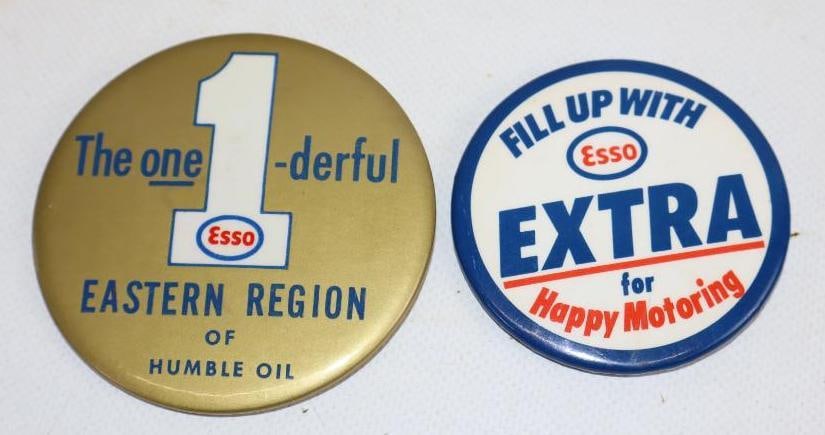 The one 1 -derful
Esso
EASTERN REGION
OF
HUMBLE OIL
FILL UP WITH
Esso
EXTRA
for
Happy Motoring